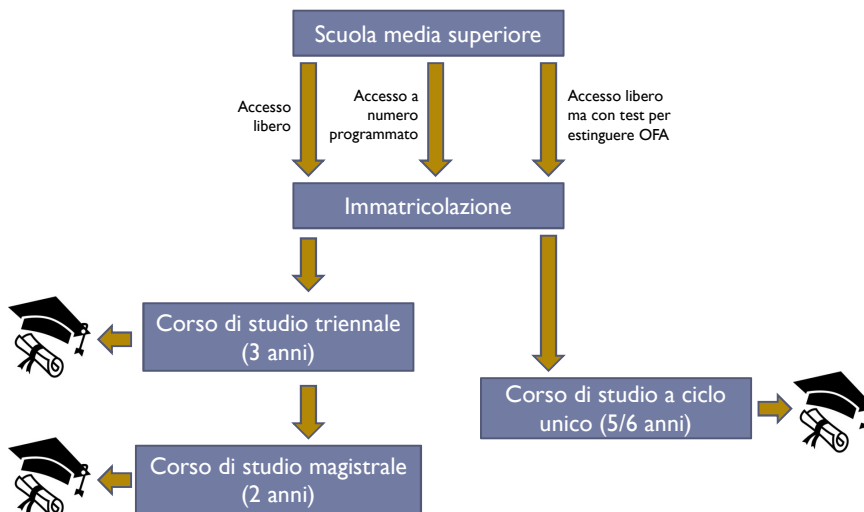 Scuola media superiore
Accesso
libero
Accesso a
numero
programmato
Accesso libero
ma con test per
estinguere OFA
Immatricolazione
Corso di studio triennale
(3 anni)
Corso di studio a ciclo
unico (5/6 anni)
Corso di studio magistrale
(2 anni)